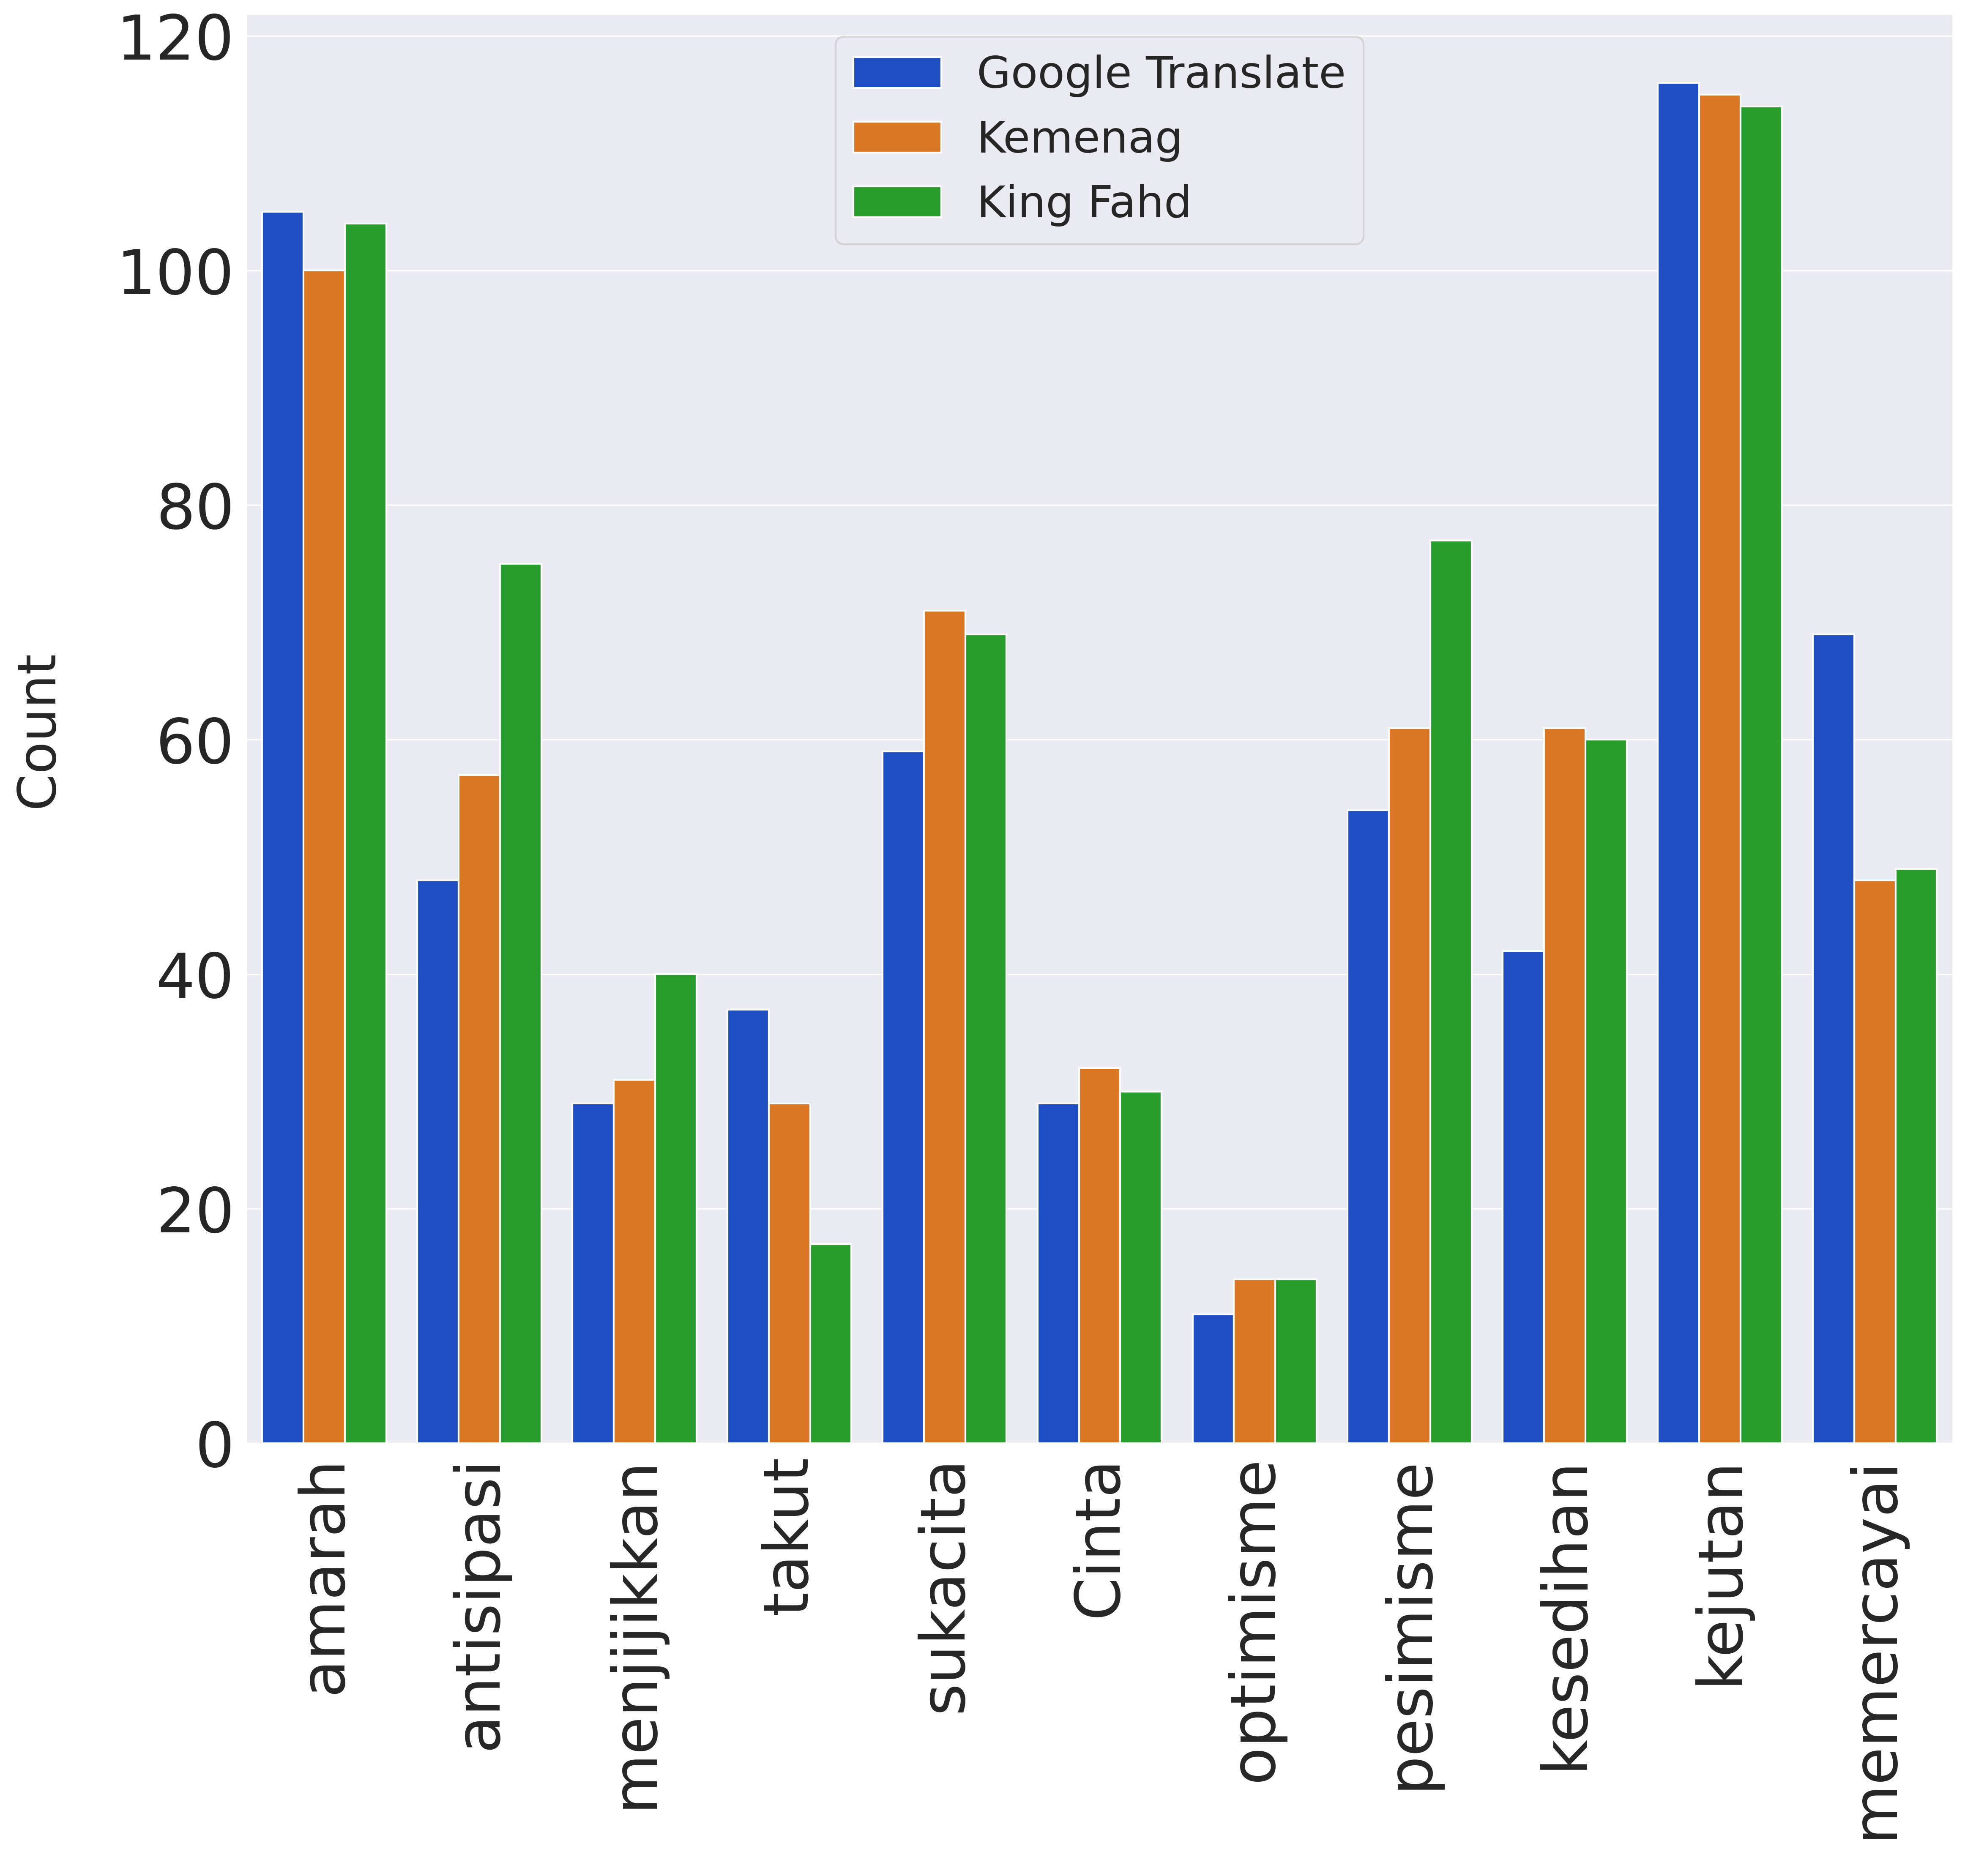 120
100
80
60
40
20
0
Count
Google Translate
Kemenag
King Fahd
amarah
antisipasi
menjijikkan
takut
sukacita
Cinta
optimisme
pesimisme
kesedihan
kejutan
memercayai